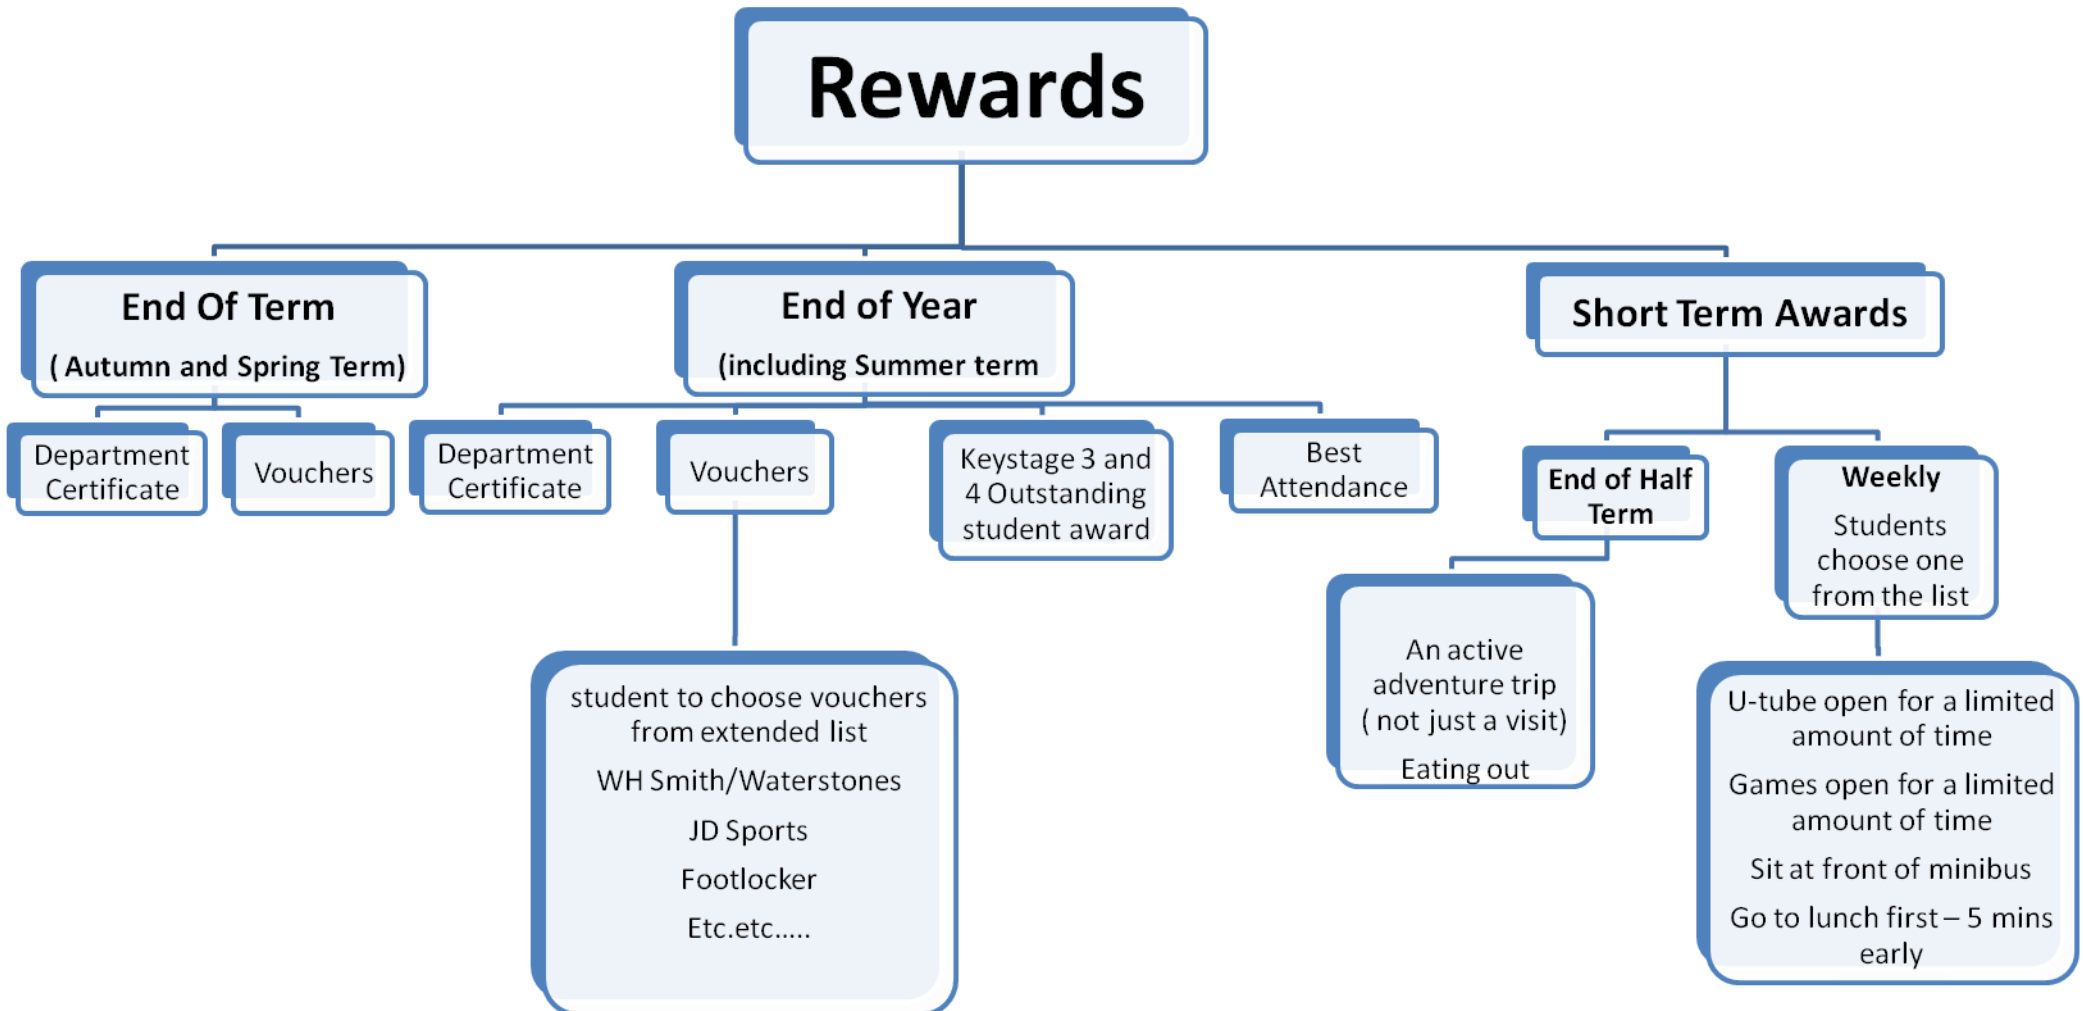 Rewards
End Of Term
( Autumn and Spring Term)
Department
Certificate
Vouchers
End of Year
(including Summer term
Department
Certificate
Vouchers
student to choose vouchers
from extended list
WH Smith/Waterstones
JD Sports
Footlocker
Etc.etc.....
Keystage 3 and
4 Outstanding
student award
Best
Attendance
Short Term Awards
End of Half
Term
An active
adventure trip
( not just a visit)
Eating out
Weekly
Students
choose one
from the list
U-tube open for a limited
amount of time
Games open for a limited
amount of time
Sit at front of minibus
Go to lunch first – 5 mins
early